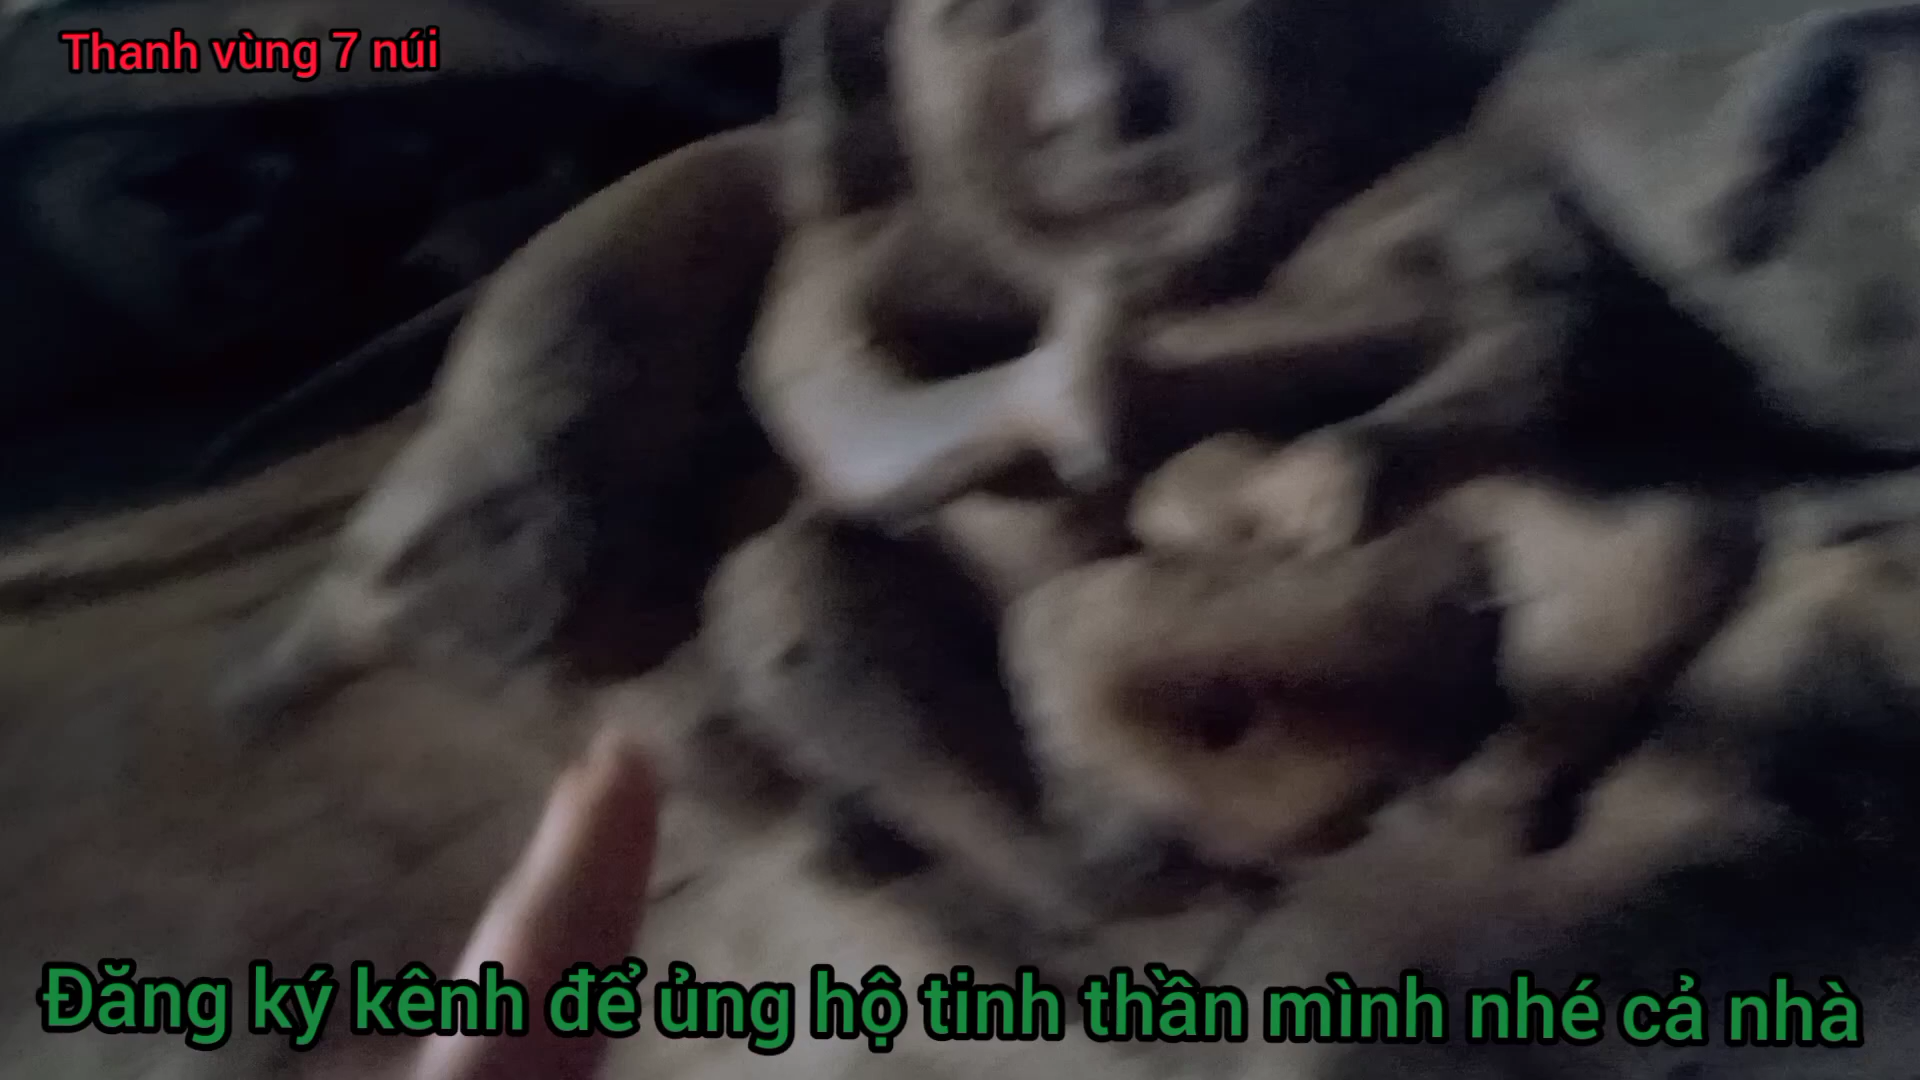 Thanh vùng 7 núi
Đăng ký kênh để ủng hộ tinh thần mình nhé cả nhà